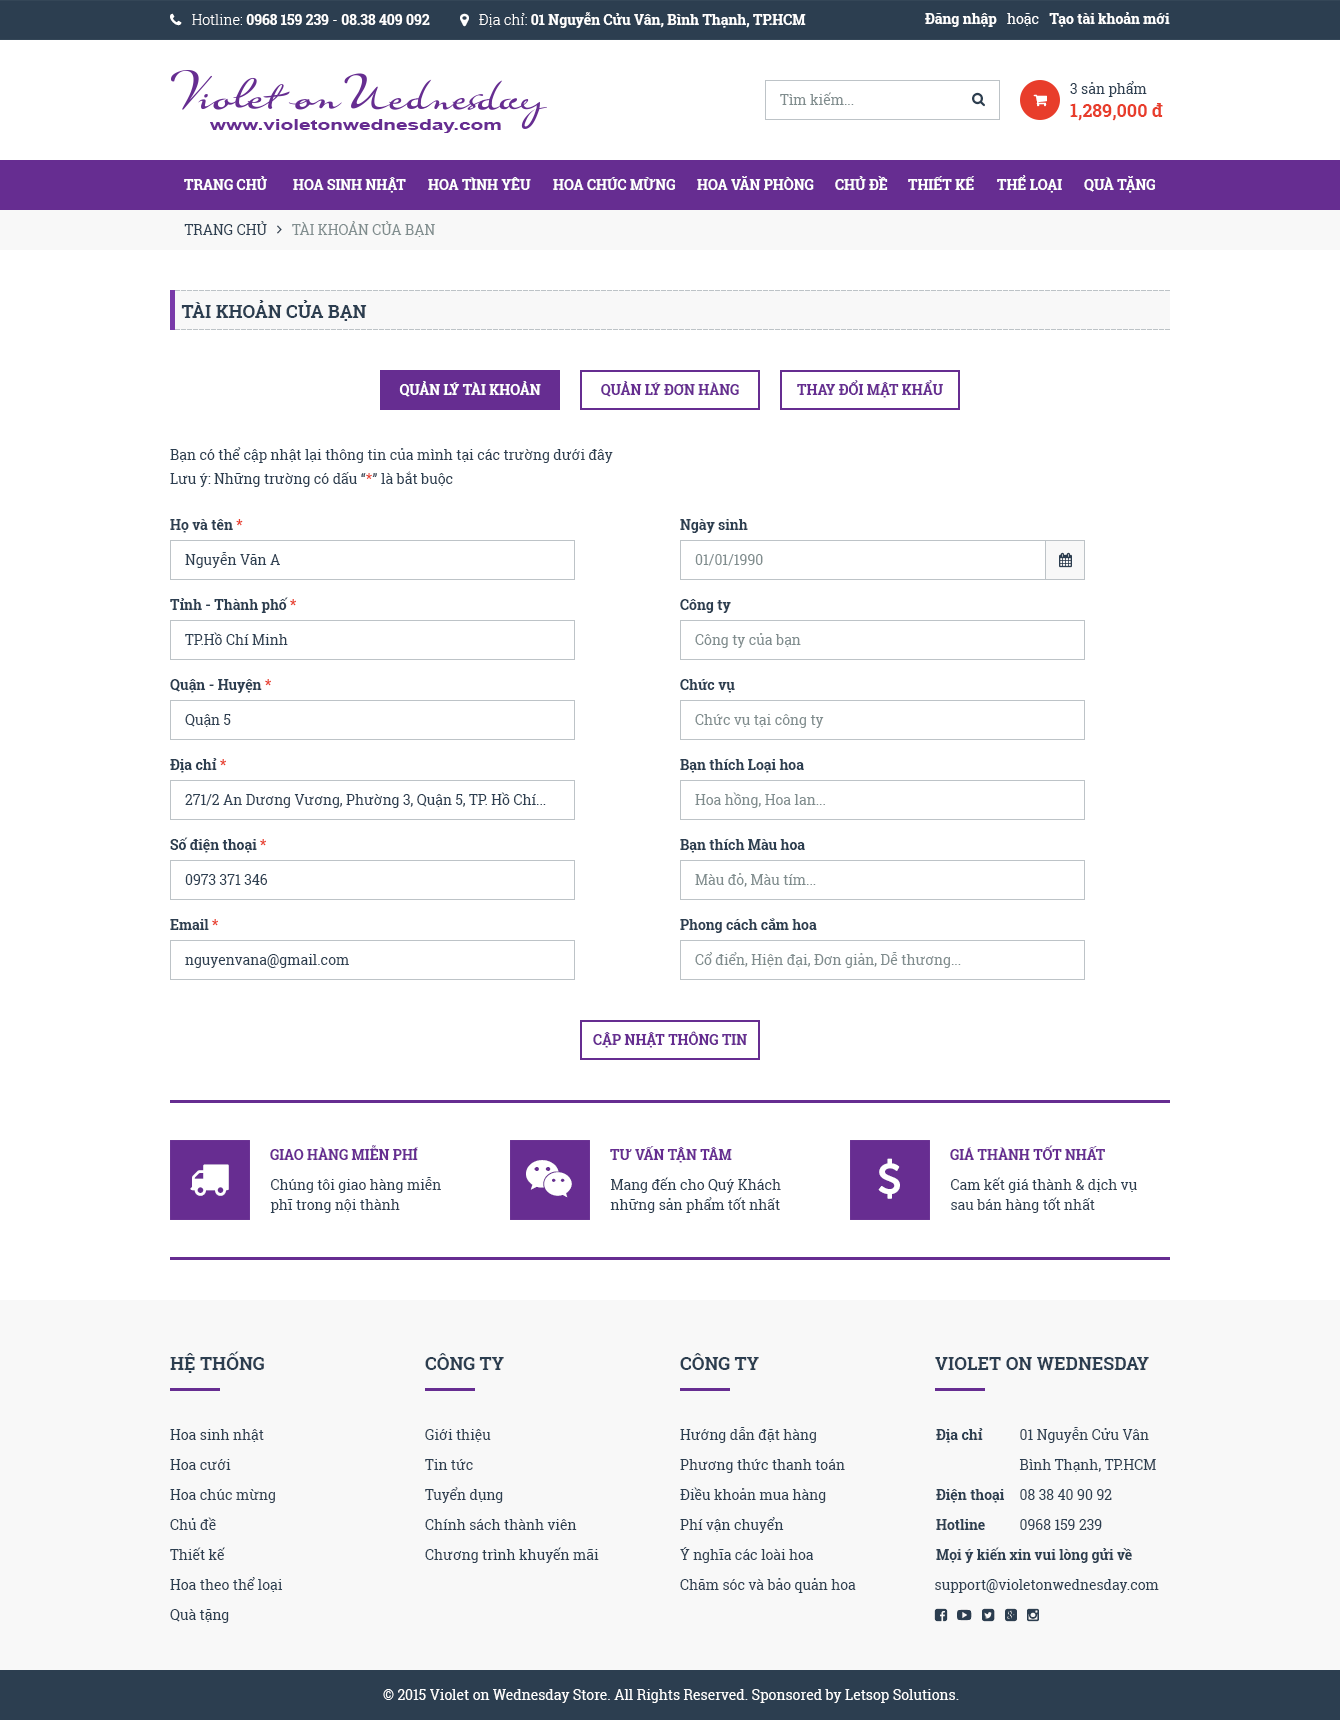 Hotline: 0968 159 239 - 08.38 409 092 Địa chỉ: 01 Nguyễn Cửu Vân, Bình Thạnh, TP.HCM Đăng nhập hoặc Tạo tài khoản mới
Violet on Wednesday
www.violetonwednesday.com
Tìm kiếm...
3 sản phẩm
1,289,000 đ
TRANG CHỦ HOA SINH NHẬT HOA TÌNH YÊU HOA CHÚC MỪNG HOA VĂN PHÒNG CHỦ ĐỀ THIẾT KẾ THỂ LOẠI QUÀ TẶNG
TRANG CHỦ > TÀI KHOẢN CỦA BẠN
TÀI KHOẢN CỦA BẠN
QUẢN LÝ TÀI KHOẢN QUẢN LÝ ĐƠN HÀNG THAY ĐỔI MẬT KHẨU
Bạn có thể cập nhật lại thông tin của mình tại các trường dưới đây
Lưu ý: Những trường có dấu “*” là bắt buộc
Họ và tên *
Nguyễn Văn A
Tỉnh - Thành phố *
TP.Hồ Chí Minh
Quận - Huyện *
Quận 5
Địa chỉ *
271/2 An Dương Vương, Phường 3, Quận 5, TP. Hồ Chí...
Số điện thoại *
0973 371 346
Email *
nguyenvana@gmail.com
Ngày sinh
01/01/1990
Công ty
Công ty của bạn
Chức vụ
Chức vụ tại công ty
Bạn thích Loại hoa
Hoa hồng, Hoa lan...
Bạn thích Màu hoa
Màu đỏ, Màu tím...
Phong cách cắm hoa
Cổ điển, Hiện đại, Đơn giản, Dễ thương...
CẬP NHẬT THÔNG TIN
GIAO HÀNG MIỄN PHÍ
Chúng tôi giao hàng miễn
phĩ trong nội thành
TƯ VẤN TẬN TÂM
Mang đến cho Quý Khách
những sản phẩm tốt nhất
GIÁ THÀNH TỐT NHẤT
Cam kết giá thành & dịch vụ
sau bán hàng tốt nhất
HỆ THỐNG
Hoa sinh nhật
Hoa cưới
Hoa chúc mừng
Chủ đề
Thiết kế
Hoa theo thể loại
Quà tặng
CÔNG TY
Giới thiệu
Tin tức
Tuyển dụng
Chính sách thành viên
Chương trình khuyến mãi
CÔNG TY
Hướng dẫn đặt hàng
Phương thức thanh toán
Điều khoản mua hàng
Phí vận chuyển
Ý nghĩa các loài hoa
Chăm sóc và bảo quản hoa
VIOLET ON WEDNESDAY
Địa chỉ 01 Nguyễn Cửu Vân
Bình Thạnh, TP.HCM
Điện thoại 08 38 40 90 92
Hotline 0968 159 239
Mọi ý kiến xin vui lòng gửi về
support@violetonwednesday.com
© 2015 Violet on Wednesday Store. All Rights Reserved. Sponsored by Letsop Solutions.